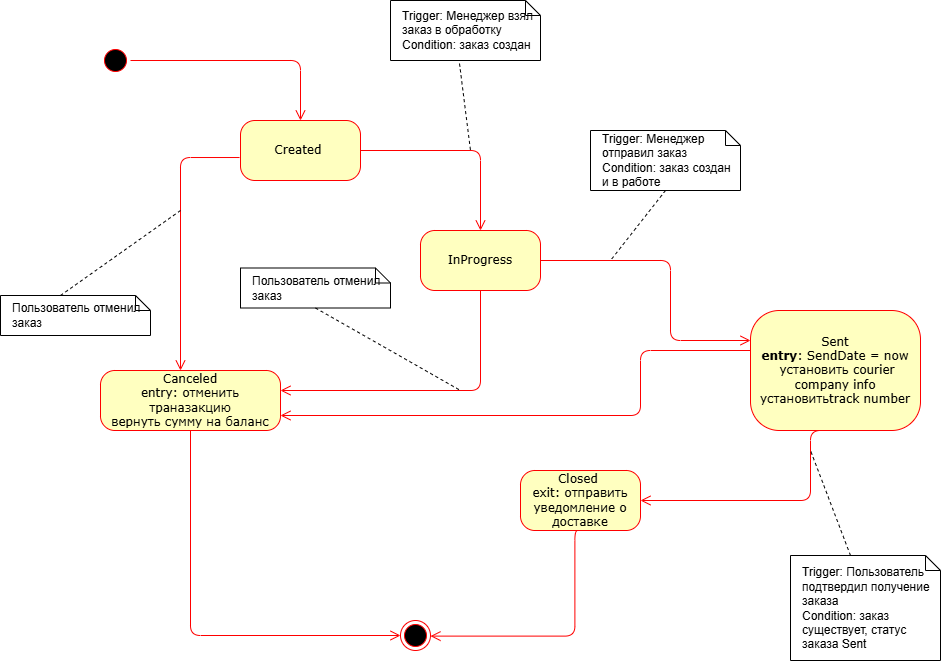 Trigger: Менеджер взял
заказ в обработку
Condition: заказ создан
Created
Trigger: Менеджер
отправил заказ
Condition: заказ создан
и в работе
InProgress
Пользователь отменил
заказ
Пользователь отменил
заказ
Sent
entry: SendDate = now
установить courier
company info
установитьtrack number
Canceled
entry: отменить
траназакцию
вернуть сумму на баланс
Closed
exit: отправить
уведомление о
доставке
Trigger: Пользователь
подтвердил получение
заказа
Condition: заказ
существует, статус
заказа Sent